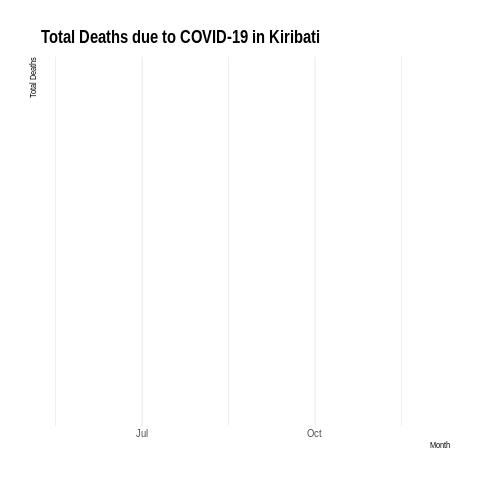 Total Deaths due to COVID-19 in Kiribati
Total Deaths
Jul
Oct
Month